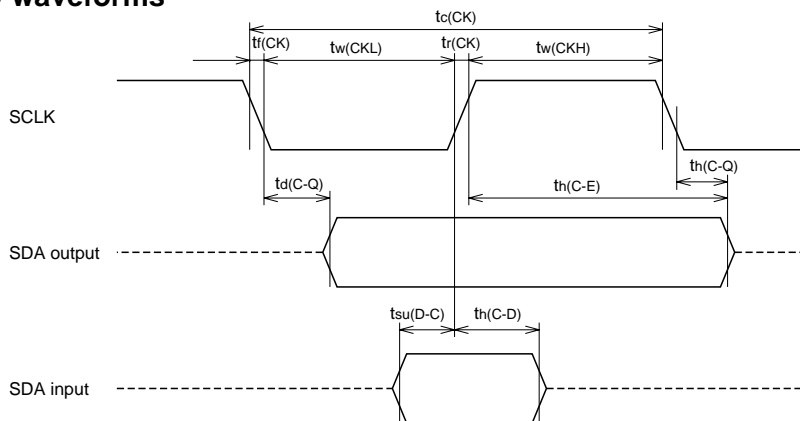 waveforms
tc(CK)
tf(CK) tw(CKL) tr(CK) tw(CKH)
SCLK
th(C-Q)
td(C-Q) th(C-E)
SDA output
tsu(D-C) th(C-D)
SDA input